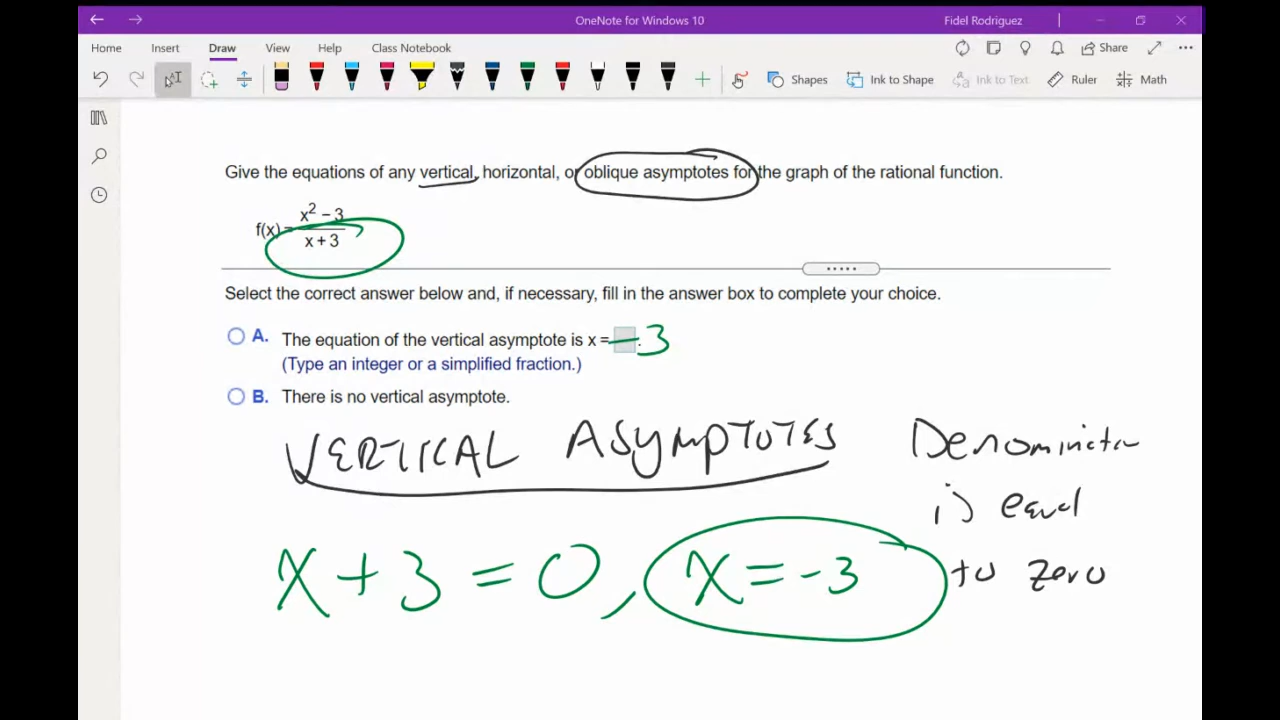 OneNote for Windows 10
Fidel Rodriguez
Home Insert Draw View Help Class Notebook
Share
Shapes Ink to Shape Ink to Text Ruler Math
Give the equations of any vertical, horizontal, or oblique asymptotes for the graph of the rational function.
f(x) = (x² − 3)/(x + 3)
Select the correct answer below and, if necessary, fill in the answer box to complete your choice.
A. The equation of the vertical asymptote is x = -3.
(Type an integer or a simplified fraction.)
B. There is no vertical asymptote.
VERTICAL ASYMPTOTES
Denominator
is equal
to zero
x + 3 = 0, x = -3